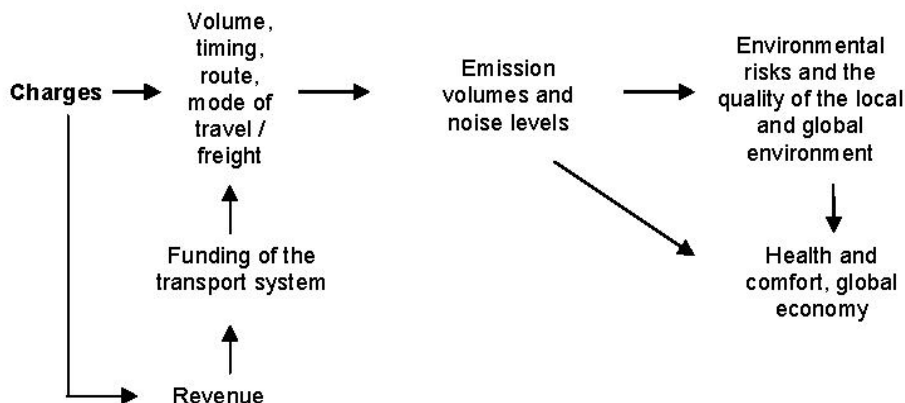 Charges
Volume,
timing,
route,
mode of
travel /
freight
Emission
volumes and
noise levels
Environmental
risks and the
quality of the local
and global
environment
Funding of the
transport system
Health and
comfort, global
economy
Revenue